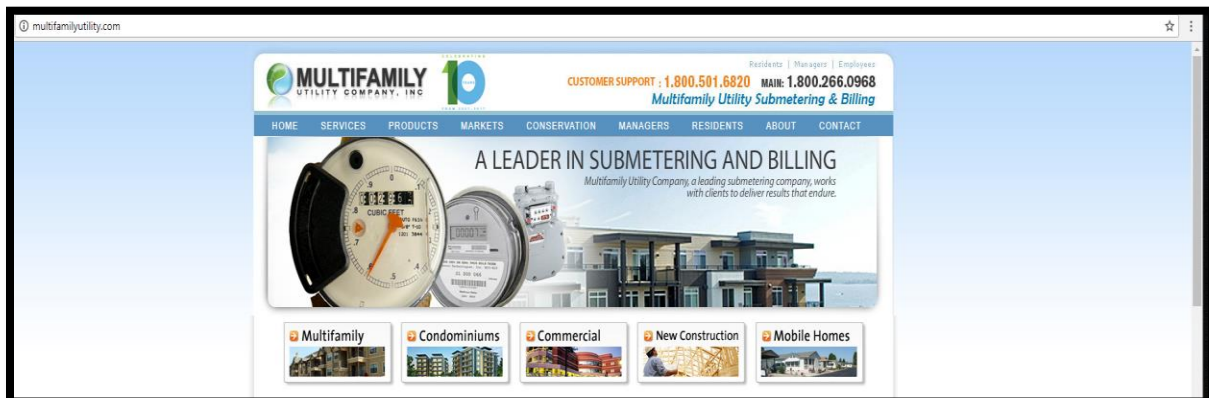 multifamilyutility.com
CELEBRATING
MULTIFAMILY 10
UTILITY COMPANY, INC
Residents | Managers | Employees
CUSTOMER SUPPORT : 1.800.501.6820 MAIN: 1.800.266.0968
Multifamily Utility Submetering & Billing
HOME SERVICES PRODUCTS MARKETS CONSERVATION MANAGERS RESIDENTS ABOUT CONTACT
A LEADER IN SUBMETERING AND BILLING
Multifamily Utility Company, a leading submetering company, works
with clients to deliver results that endure.
CUBIC FEET
Multifamily
Condominiums
Commercial
New Construction
Mobile Homes